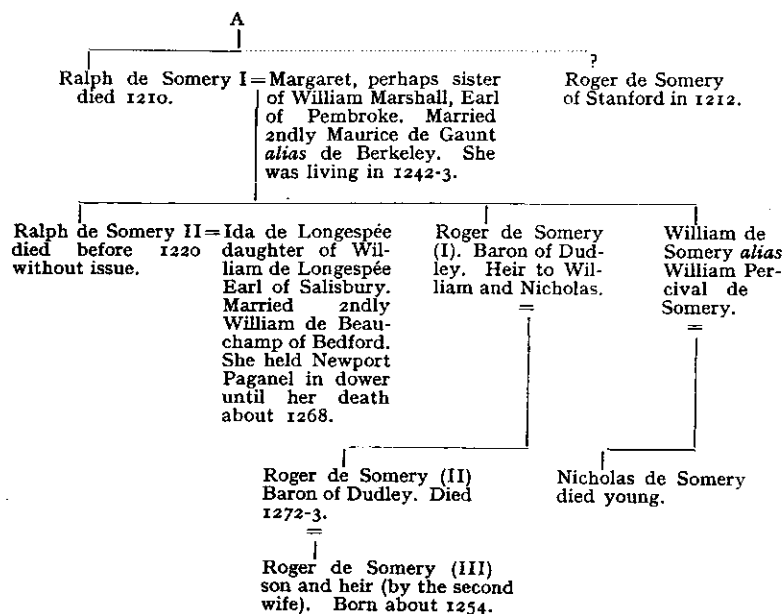 A
?
Ralph de Somery I = Margaret, perhaps sister
died 1210.
of William Marshall, Earl
of Pembroke. Married
2ndly Maurice de Gaunt
alias de Berkeley. She
was living in 1242-3.
Roger de Somery
of Stanford in 1212.
Ralph de Somery II = Ida de Longespée
died before 1220
without issue.
daughter of Wil-
liam de Longespée
Earl of Salisbury.
Married 2ndly
William de Beau-
champ of Bedford.
She held Newport
Paganel in dower
until her death
about 1268.
Roger de Somery
(I). Baron of Dud-
ley. Heir to Wil-
liam and Nicholas.
=
William de
Somery alias
William Per-
cival de
Somery.
=
Roger de Somery (II)
Baron of Dudley. Died
1272-3.
=
Nicholas de Somery
died young.
Roger de Somery (III)
son and heir (by the second
wife). Born about 1254.